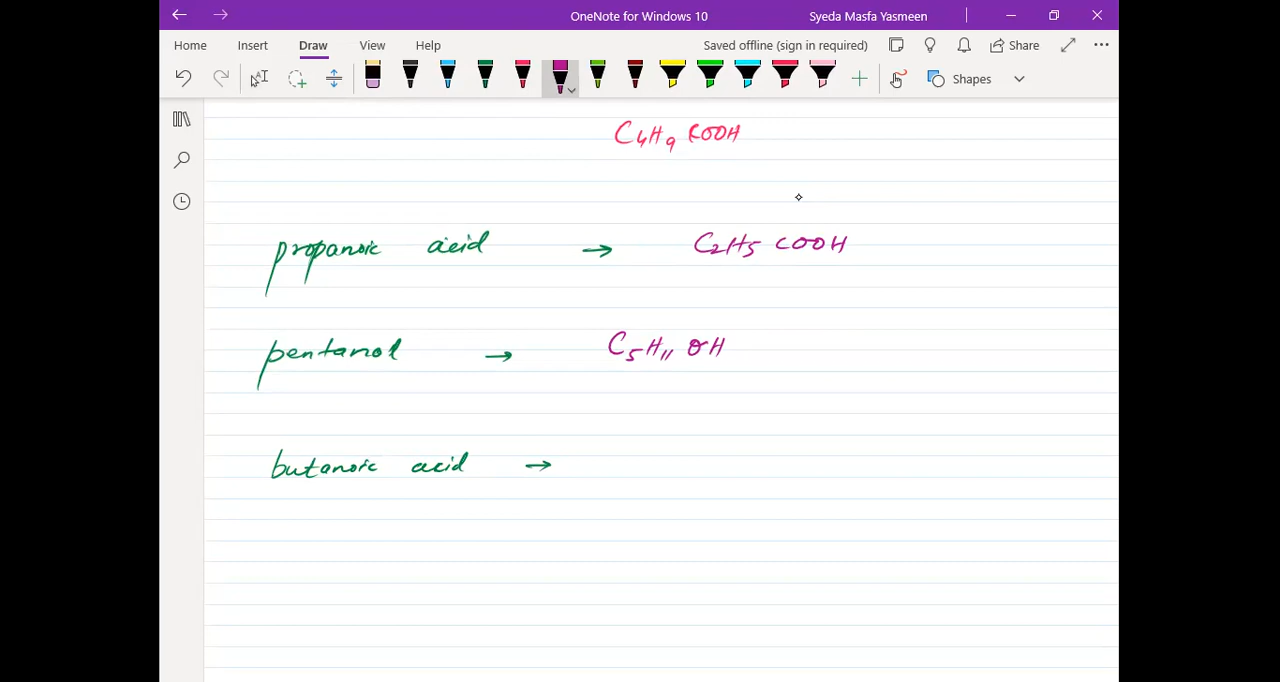 OneNote for Windows 10 Syeda Masfa Yasmeen
Home Insert Draw View Help Saved offline (sign in required) Share
Shapes
C₄H₉ COOH
propanoic acid → C₂H₅ COOH
pentanol → C₅H₁₁ OH
butanoic acid →